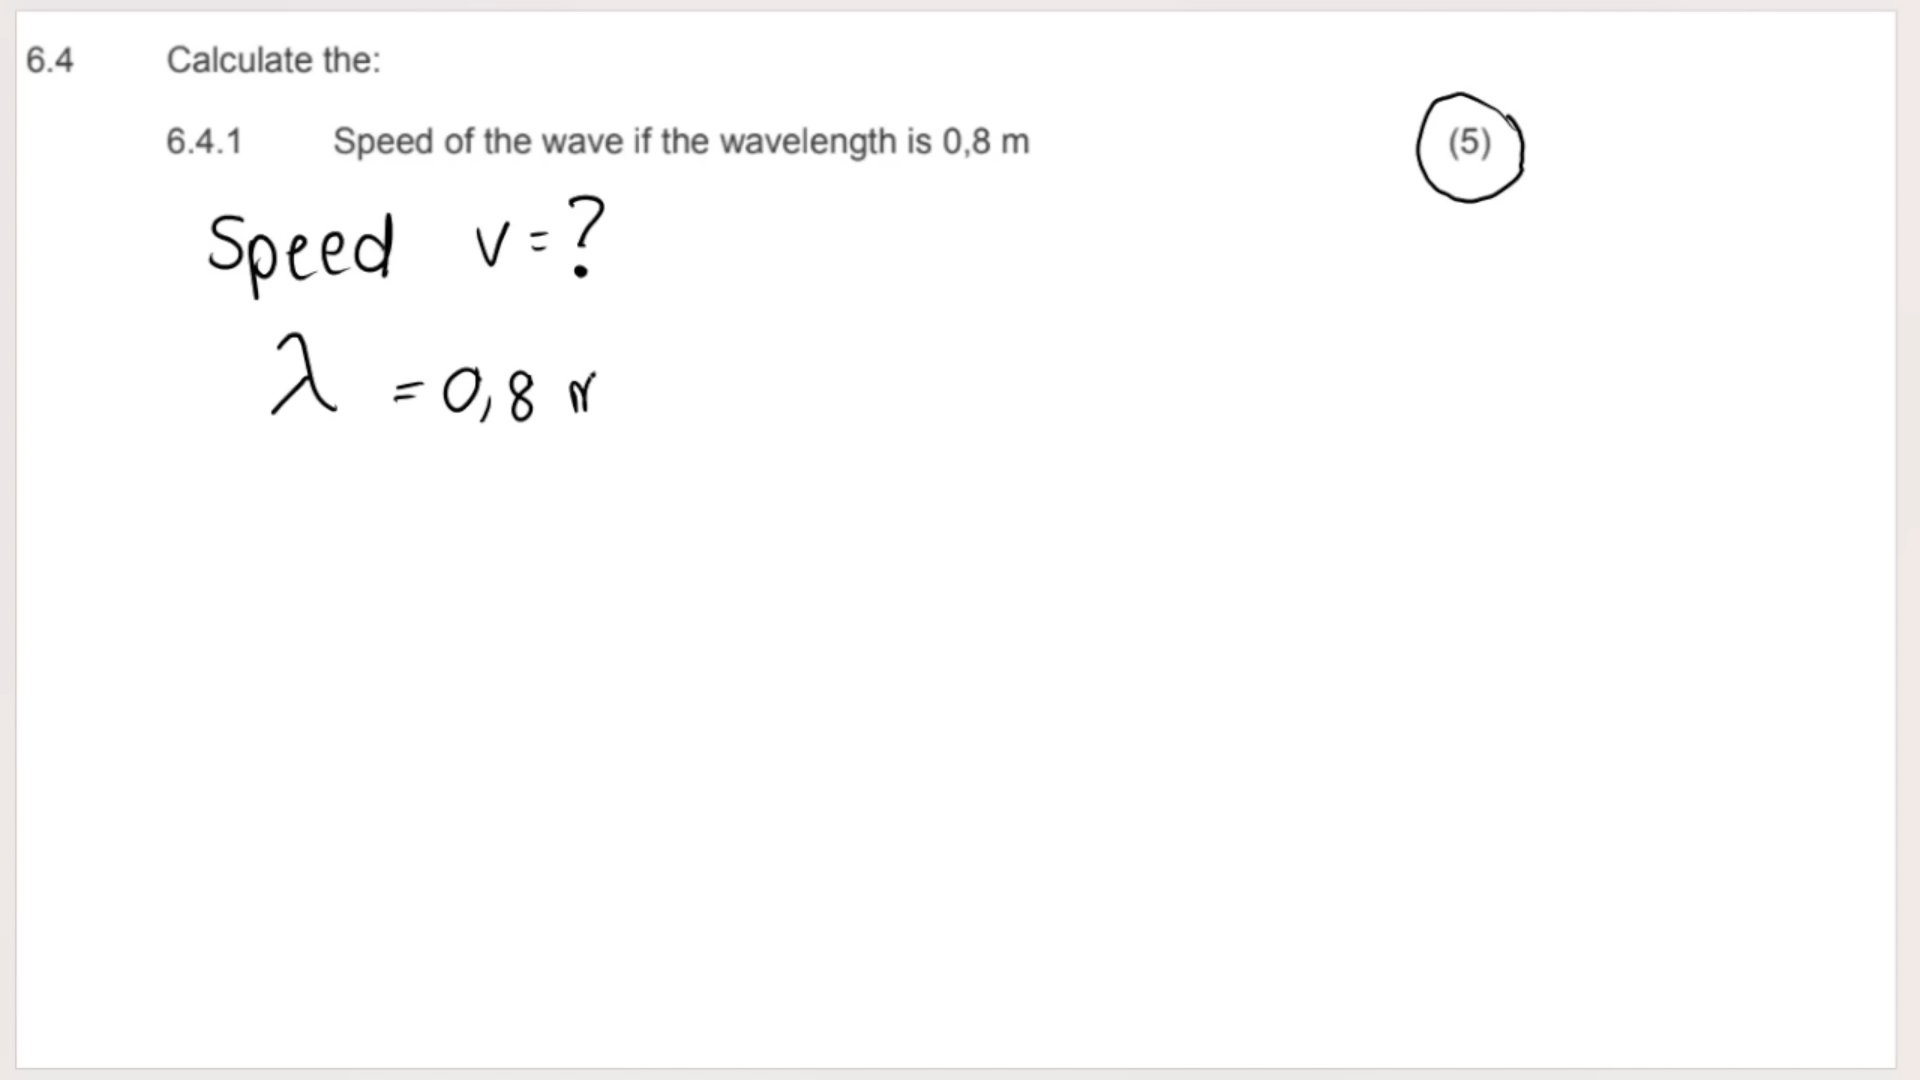 6.4 Calculate the:
6.4.1 Speed of the wave if the wavelength is 0,8 m (5)
Speed v = ?
λ = 0,8